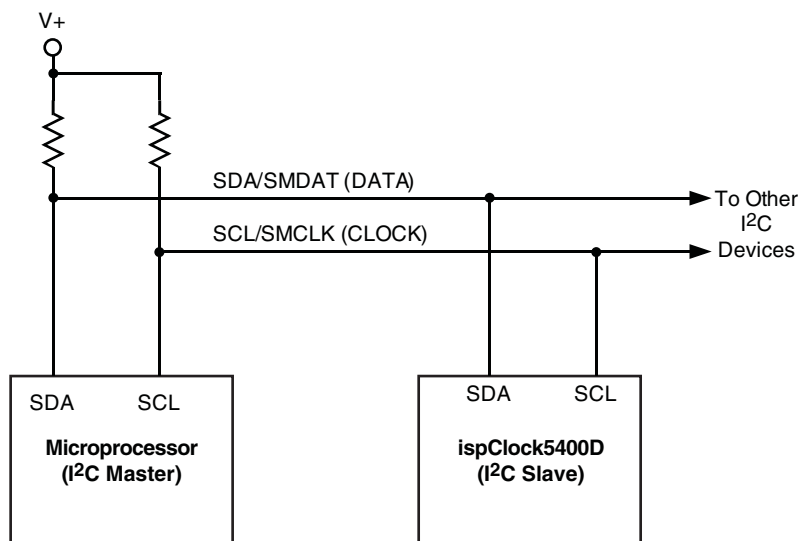 V+
SDA/SMDAT (DATA)
SCL/SMCLK (CLOCK)
To Other
I²C
Devices
SDA SCL
Microprocessor
(I²C Master)
SDA SCL
ispClock5400D
(I²C Slave)